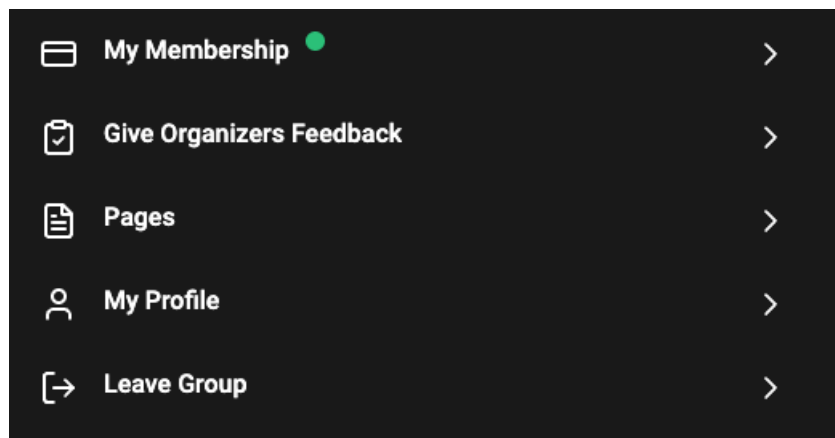 My Membership
Give Organizers Feedback
Pages
My Profile
Leave Group